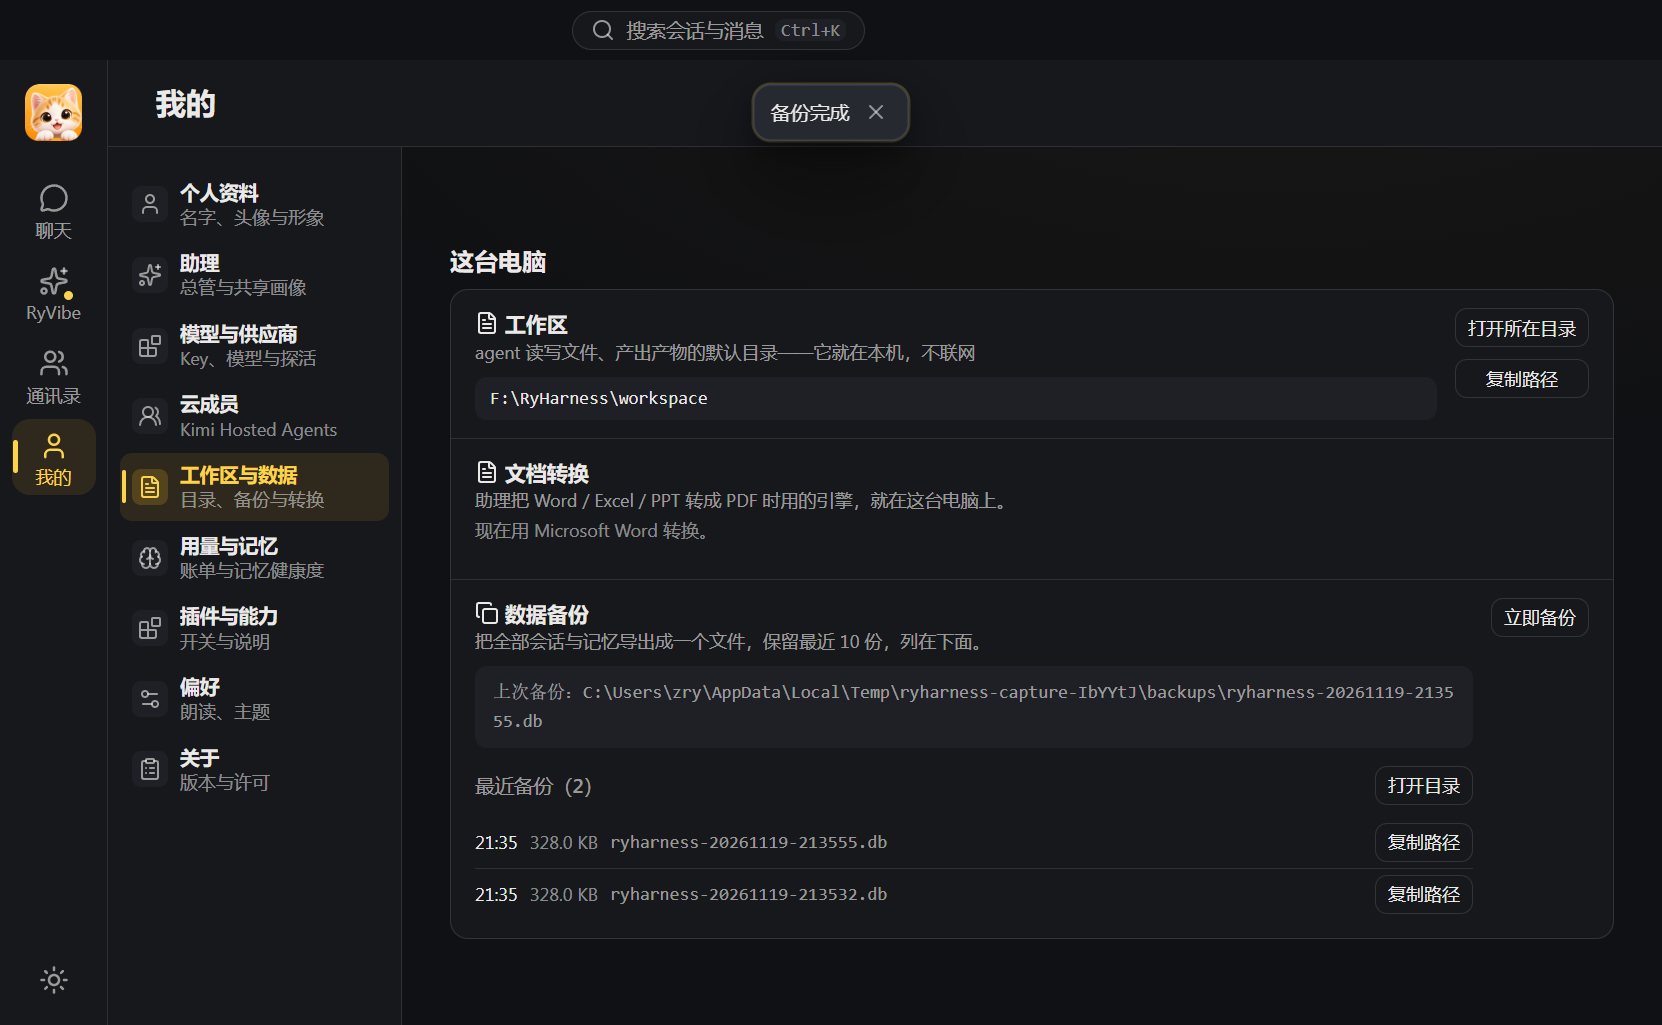 搜索会话与消息 Ctrl+K
我的
备份完成
聊天
RyVibe
通讯录
我的
个人资料
名字、头像与形象
助理
总管与共享画像
模型与供应商
Key、模型与探活
云成员
Kimi Hosted Agents
工作区与数据
目录、备份与转换
用量与记忆
账单与记忆健康度
插件与能力
开关与说明
偏好
朗读、主题
关于
版本与许可
这台电脑
工作区
agent 读写文件、产出产物的默认目录——它就在本机，不联网
F:\RyHarness\workspace
打开所在目录
复制路径
文档转换
助理把 Word / Excel / PPT 转成 PDF 时用的引擎，就在这台电脑上。
现在用 Microsoft Word 转换。
数据备份
把全部会话与记忆导出成一个文件，保留最近 10 份，列在下面。
立即备份
上次备份：C:\Users\zry\AppData\Local\Temp\ryharness-capture-IbYYtJ\backups\ryharness-20261119-2135
55.db
最近备份（2）
打开目录
21:35 328.0 KB ryharness-20261119-213555.db
复制路径
21:35 328.0 KB ryharness-20261119-213532.db
复制路径